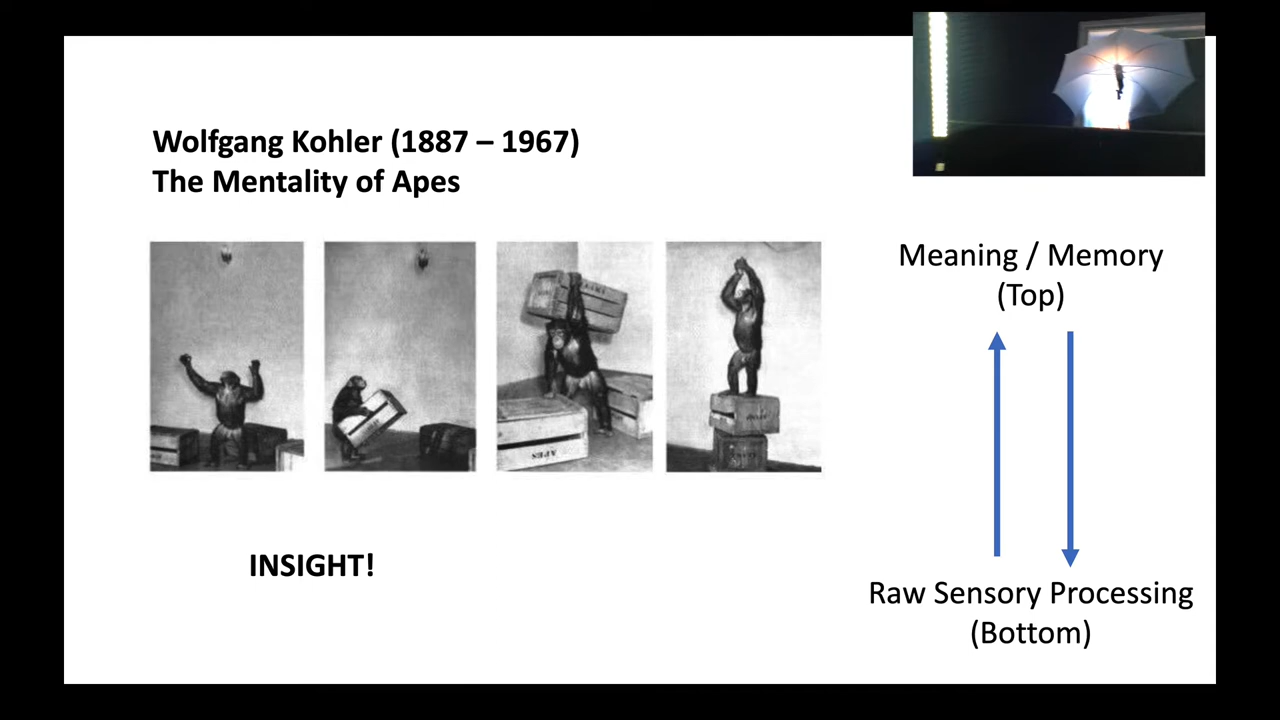 Wolfgang Kohler (1887 – 1967)
The Mentality of Apes
INSIGHT!
Meaning / Memory
(Top)
Raw Sensory Processing
(Bottom)